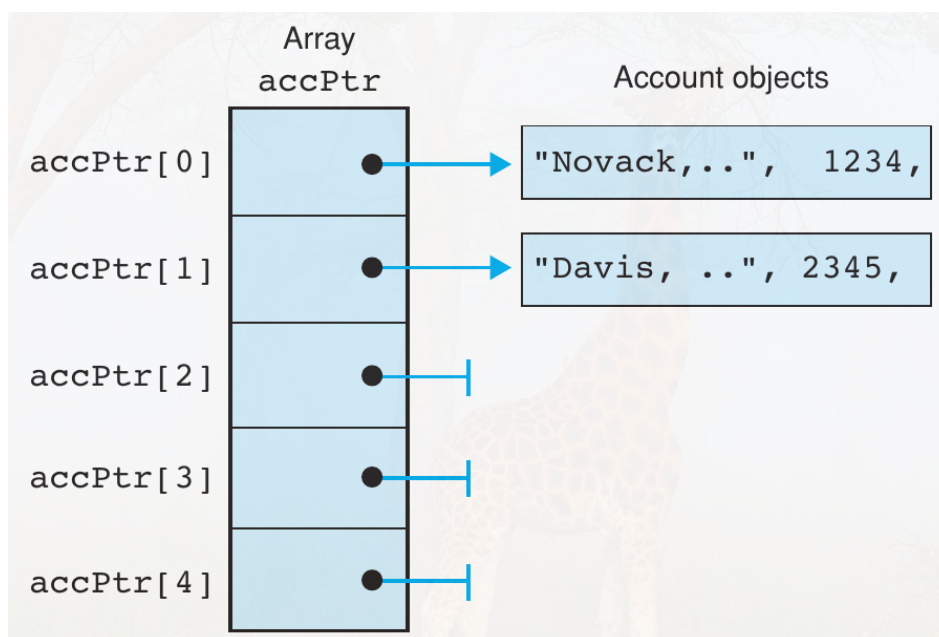 Array
accPtr
Account objects
accPtr[0]
"Novack,..", 1234,
accPtr[1]
"Davis, ..", 2345,
accPtr[2]
accPtr[3]
accPtr[4]